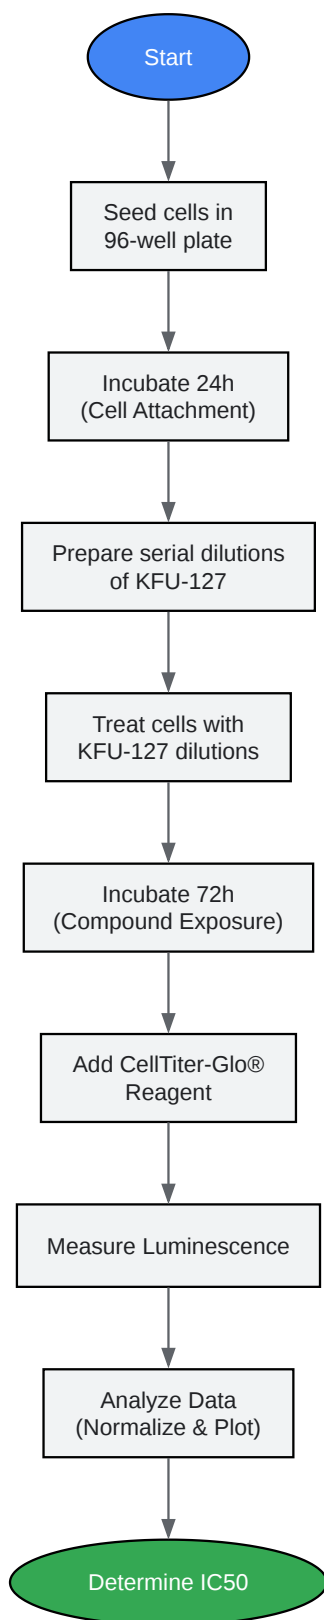 Start
Seed cells in
96-well plate
Incubate 24h
(Cell Attachment)
Prepare serial dilutions
of KFU-127
Treat cells with
KFU-127 dilutions
Incubate 72h
(Compound Exposure)
Add CellTiter-Glo®
Reagent
Measure Luminescence
Analyze Data
(Normalize & Plot)
Determine IC50